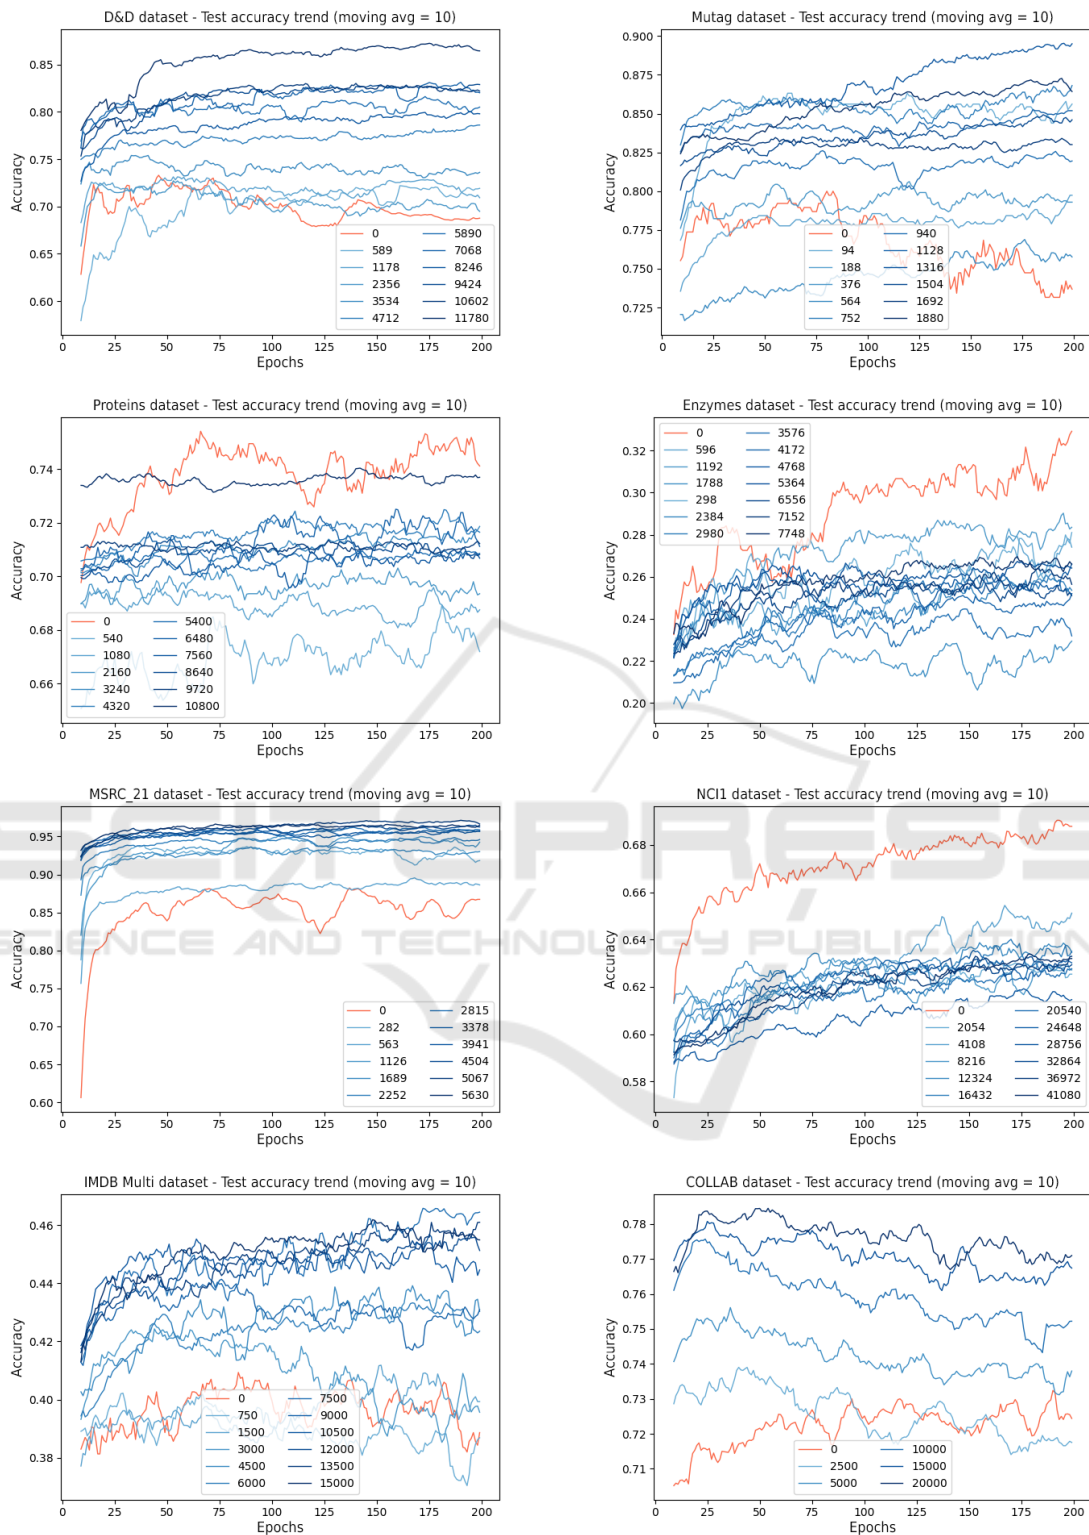 D&D dataset - Test accuracy trend (moving avg = 10)
Accuracy
0.85
0.80
0.75
0.70
0.65
0.60
0 5890
589 7068
1178 8246
2356 9424
3534 10602
4712 11780
0 25 50 75 100 125 150 175 200
Epochs
Mutag dataset - Test accuracy trend (moving avg = 10)
Accuracy
0.900
0.875
0.850
0.825
0.800
0.775
0.750
0.725
0 940
94 1128
188 1316
376 1504
564 1692
752 1880
0 25 50 75 100 125 150 175 200
Epochs
Proteins dataset - Test accuracy trend (moving avg = 10)
Accuracy
0.74
0.72
0.70
0.68
0.66
0 5400
540 6480
1080 7560
2160 8640
3240 9720
4320 10800
0 25 50 75 100 125 150 175 200
Epochs
Enzymes dataset - Test accuracy trend (moving avg = 10)
Accuracy
0.32
0.30
0.28
0.26
0.24
0.22
0.20
0 3576
596 4172
1192 4768
1788 5364
298 6556
2384 7152
2980 7748
0 25 50 75 100 125 150 175 200
Epochs
MSRC_21 dataset - Test accuracy trend (moving avg = 10)
Accuracy
0.95
0.90
0.85
0.80
0.75
0.70
0.65
0.60
0 2815
282 3378
563 3941
1126 4504
1689 5067
2252 5630
0 25 50 75 100 125 150 175 200
Epochs
NCI1 dataset - Test accuracy trend (moving avg = 10)
Accuracy
0.68
0.66
0.64
0.62
0.60
0.58
0 20540
2054 24648
4108 28756
8216 32864
12324 36972
16432 41080
0 25 50 75 100 125 150 175 200
Epochs
SCITEPRESS
SCIENCE AND TECHNOLOGY PUBLICATIONS
IMDB Multi dataset - Test accuracy trend (moving avg = 10)
Accuracy
0.46
0.44
0.42
0.40
0.38
0 7500
750 9000
1500 10500
3000 12000
4500 13500
6000 15000
0 25 50 75 100 125 150 175 200
Epochs
COLLAB dataset - Test accuracy trend (moving avg = 10)
Accuracy
0.78
0.77
0.76
0.75
0.74
0.73
0.72
0.71
0 10000
2500 15000
5000 20000
0 25 50 75 100 125 150 175 200
Epochs